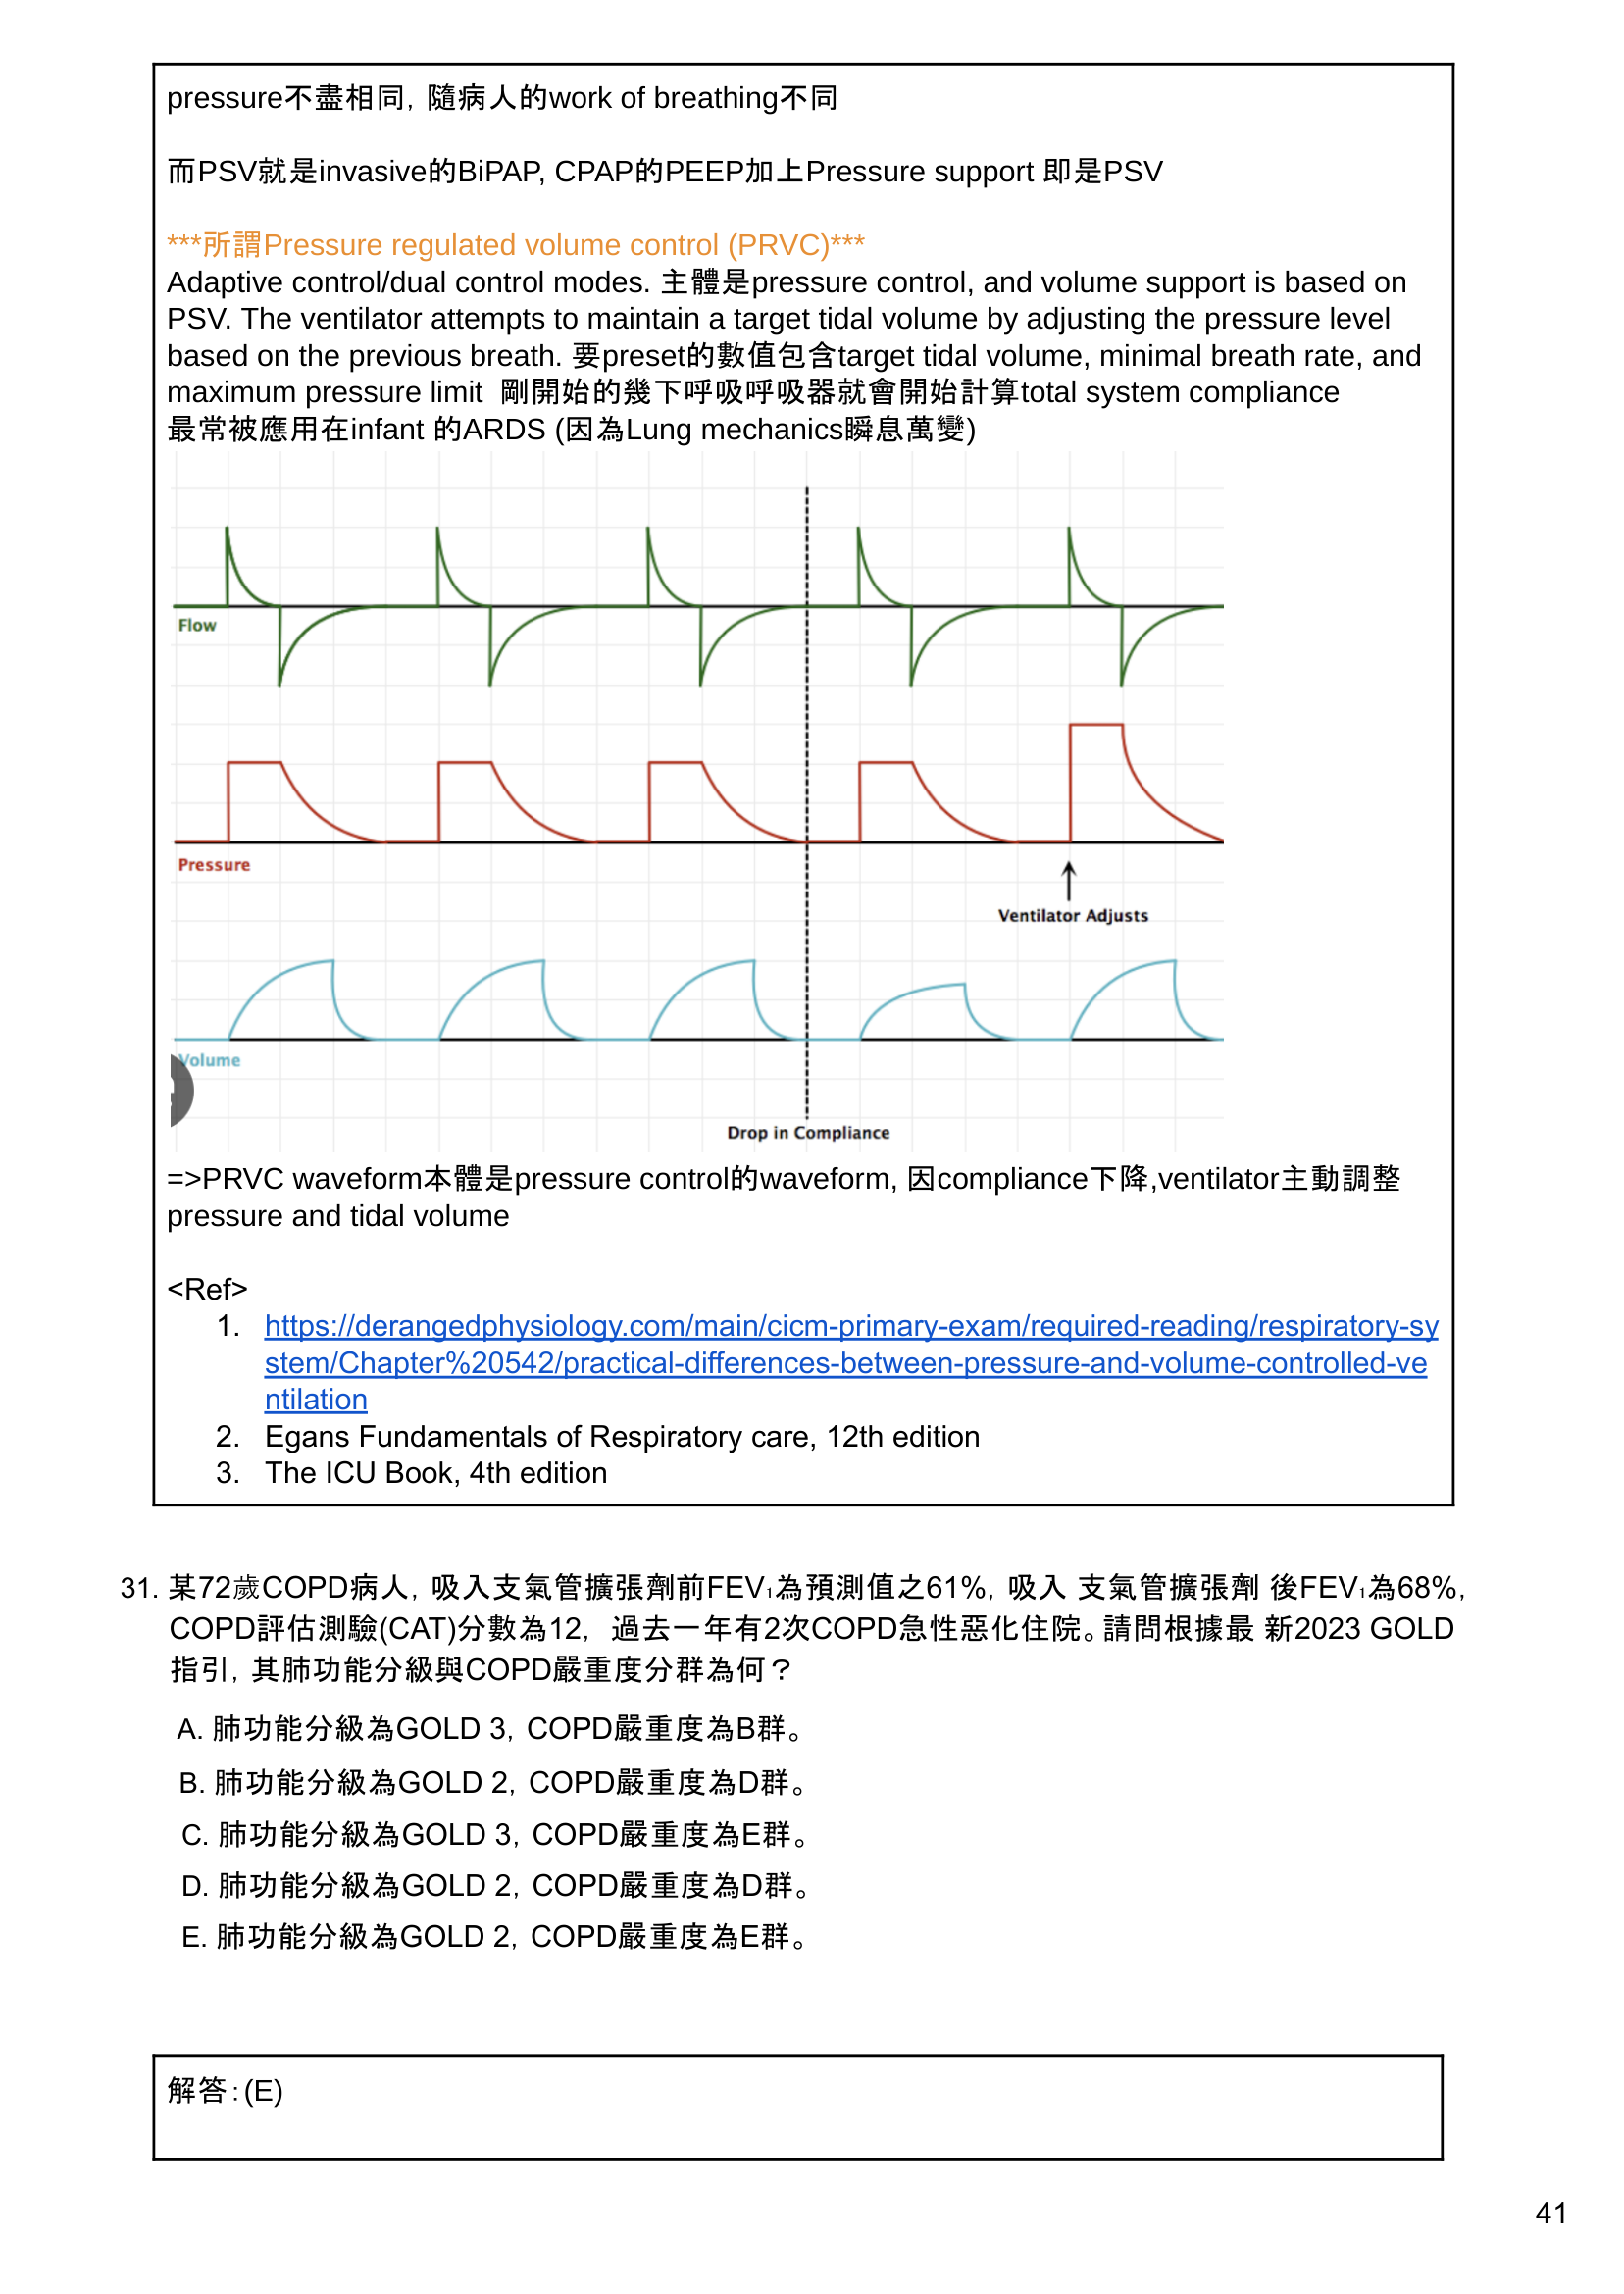 pressure不盡相同，隨病人的work of breathing不同
而PSV就是invasive的BiPAP, CPAP的PEEP加上Pressure support 即是PSV
***所謂Pressure regulated volume control (PRVC)***
Adaptive control/dual control modes. 主體是pressure control, and volume support is based on
PSV. The ventilator attempts to maintain a target tidal volume by adjusting the pressure level
based on the previous breath. 要preset的數值包含target tidal volume, minimal breath rate, and
maximum pressure limit 剛開始的幾下呼吸呼吸器就會開始計算total system compliance
最常被應用在infant 的ARDS (因為Lung mechanics瞬息萬變)
Flow
Pressure
Ventilator Adjusts
Volume
Drop in Compliance
=>PRVC waveform本體是pressure control的waveform, 因compliance下降,ventilator主動調整
pressure and tidal volume
<Ref>
1. https://derangedphysiology.com/main/cicm-primary-exam/required-reading/respiratory-sy
stem/Chapter%20542/practical-differences-between-pressure-and-volume-controlled-ve
ntilation
2. Egans Fundamentals of Respiratory care, 12th edition
3. The ICU Book, 4th edition
31. 某72歲COPD病人，吸入支氣管擴張劑前FEV₁為預測值之61%，吸入 支氣管擴張劑 後FEV₁為68%，
COPD評估測驗(CAT)分數為12， 過去一年有2次COPD急性惡化住院。請問根據最 新2023 GOLD
指引，其肺功能分級與COPD嚴重度分群為何？
A. 肺功能分級為GOLD 3，COPD嚴重度為B群。
B. 肺功能分級為GOLD 2，COPD嚴重度為D群。
C. 肺功能分級為GOLD 3，COPD嚴重度為E群。
D. 肺功能分級為GOLD 2，COPD嚴重度為D群。
E. 肺功能分級為GOLD 2，COPD嚴重度為E群。
解答：(E)
41